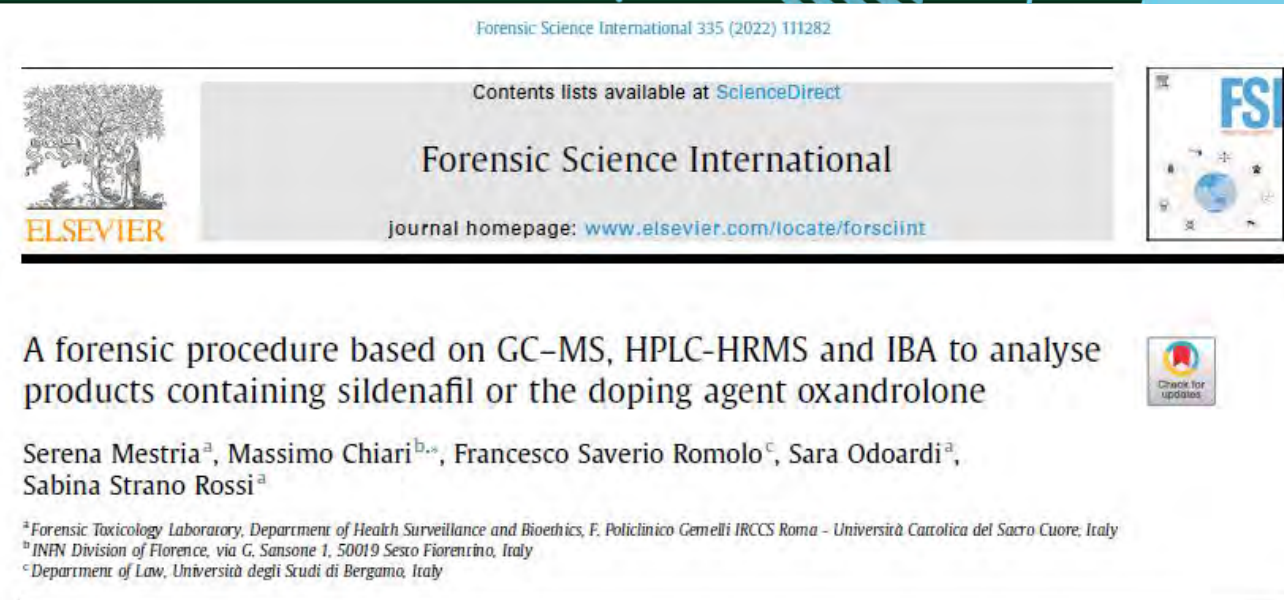 Forensic Science International 335 (2022) 111282
Contents lists available at ScienceDirect
FSI
Forensic Science International
ELSEVIER
journal homepage: www.elsevier.com/locate/forsciint
A forensic procedure based on GC–MS, HPLC-HRMS and IBA to analyse
products containing sildenafil or the doping agent oxandrolone
Check for
updates
Serena Mestria a, Massimo Chiari b,*, Francesco Saverio Romolo c, Sara Odoardi a,
Sabina Strano Rossi a
a Forensic Toxicology Laboratory, Department of Health Surveillance and Bioethics, F. Policlinico Gemelli IRCCS Roma – Università Cattolica del Sacro Cuore, Italy
b INFN Division of Florence, via G. Sansone 1, 50019 Sesto Fiorentino, Italy
c Department of Law, Università degli Studi di Bergamo, Italy